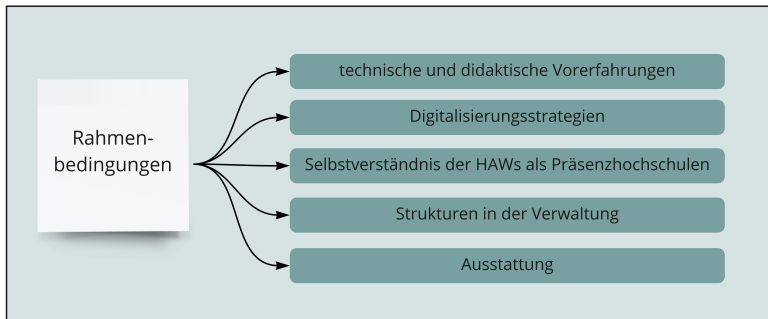 Rahmen-
bedingungen
technische und didaktische Vorerfahrungen
Digitalisierungsstrategien
Selbstverständnis der HAWs als Präsenzhochschulen
Strukturen in der Verwaltung
Ausstattung